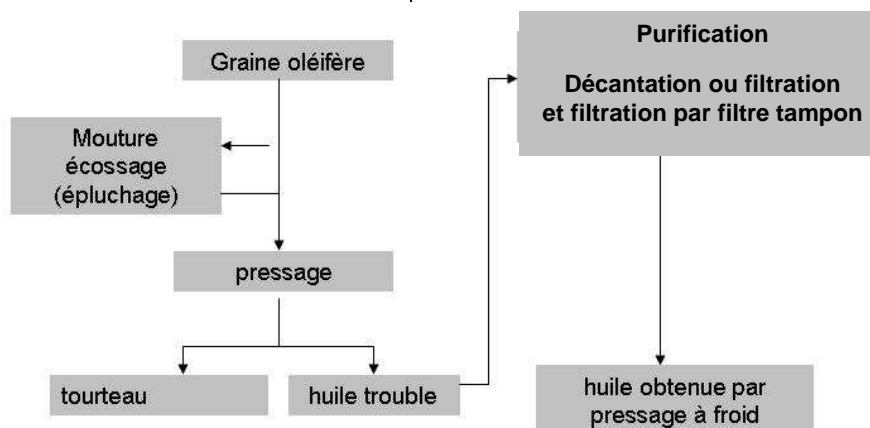 Graine oléifère
Mouture
écossage
(épluchage)
pressage
tourteau
huile trouble
Purification
Décantation ou filtration
et filtration par filtre tampon
huile obtenue par
pressage à froid